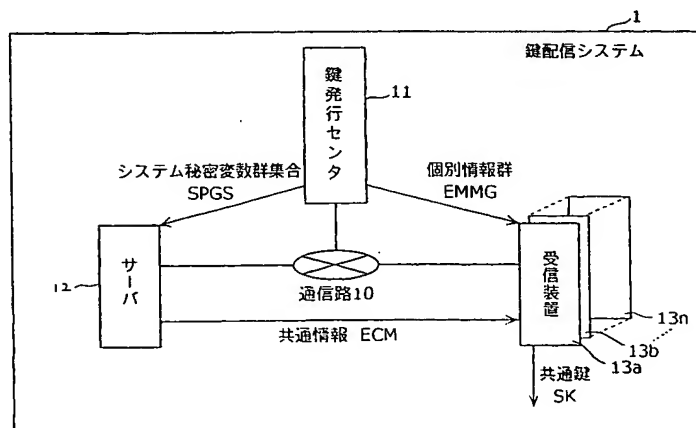 1
鍵配信システム
鍵発行センタ
11
システム秘密変数群集合
SPGS
個別情報群
EMMG
サーバ
12
通信路10
受信装置
共通情報 ECM
13n
13b
13a
共通鍵
SK